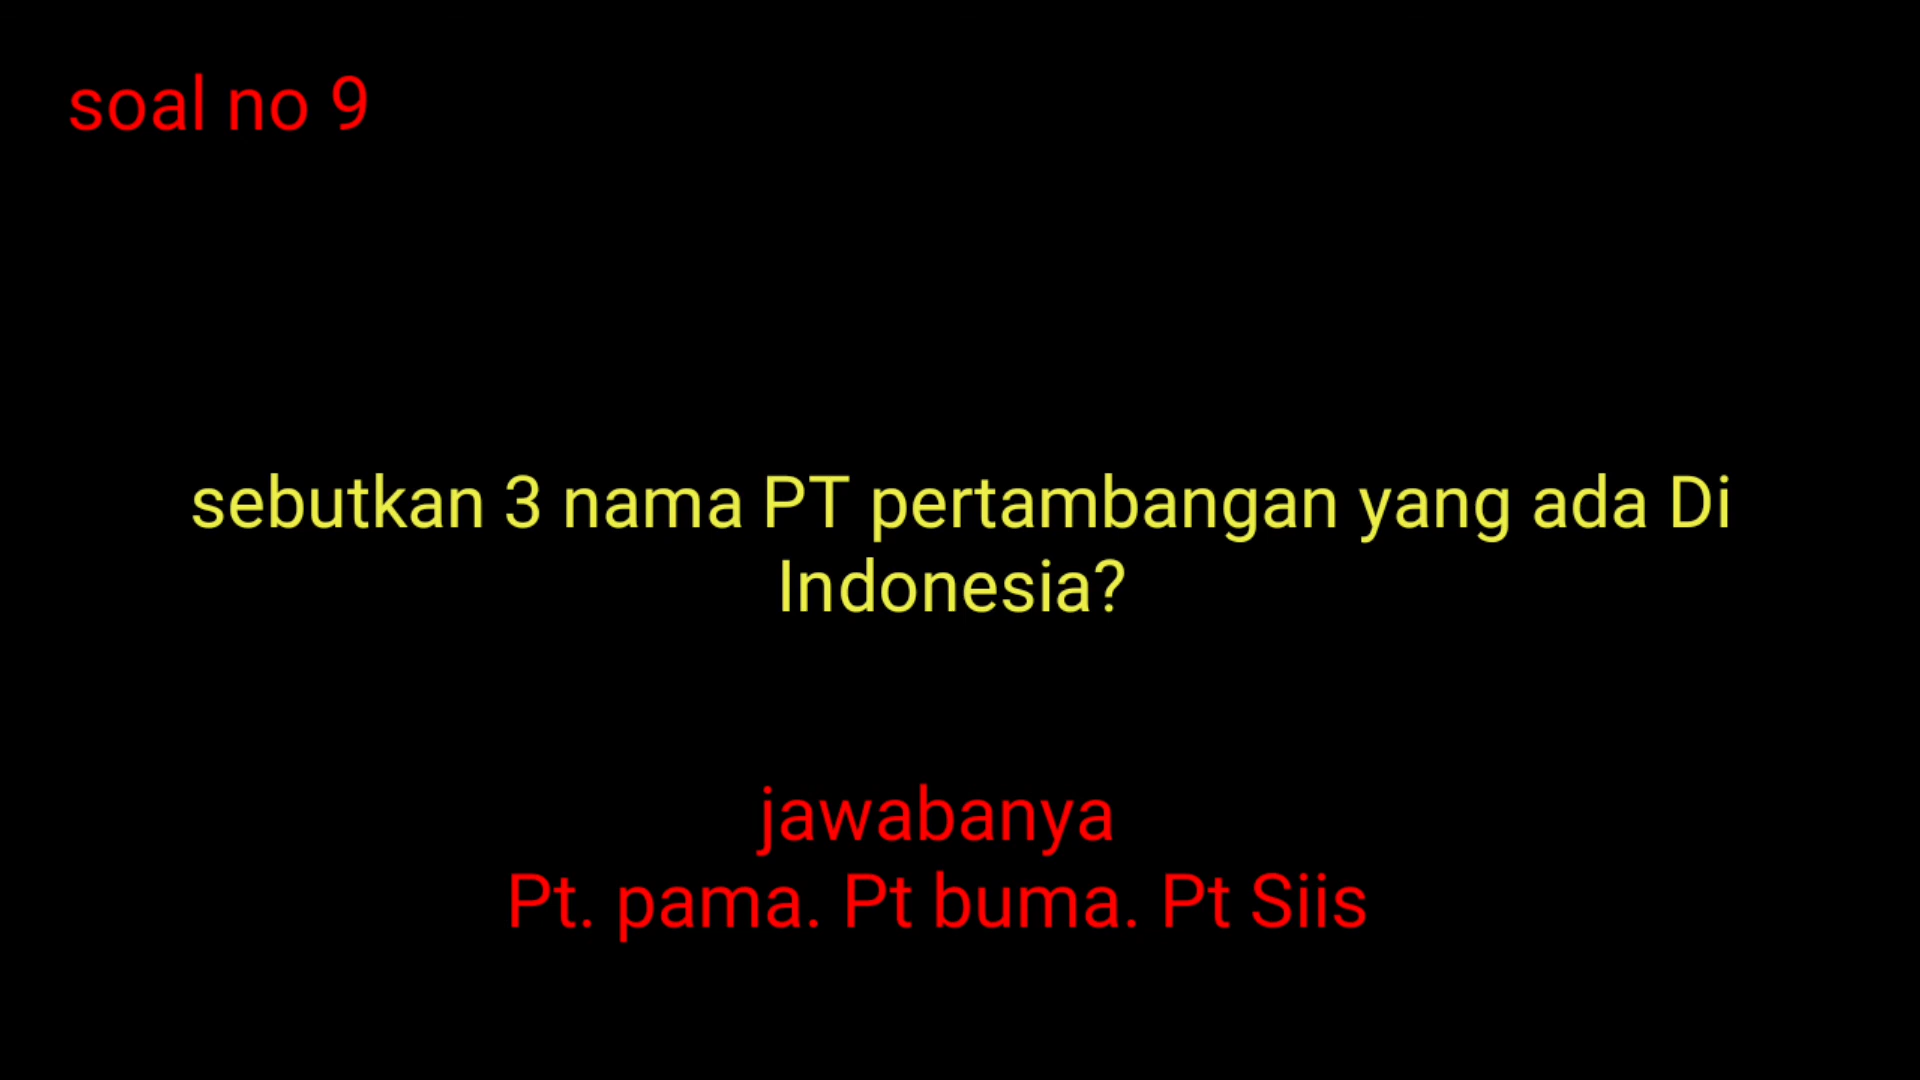 soal no 9
sebutkan 3 nama PT pertambangan yang ada Di
Indonesia?
jawabanya
Pt. pama. Pt buma. Pt Siis